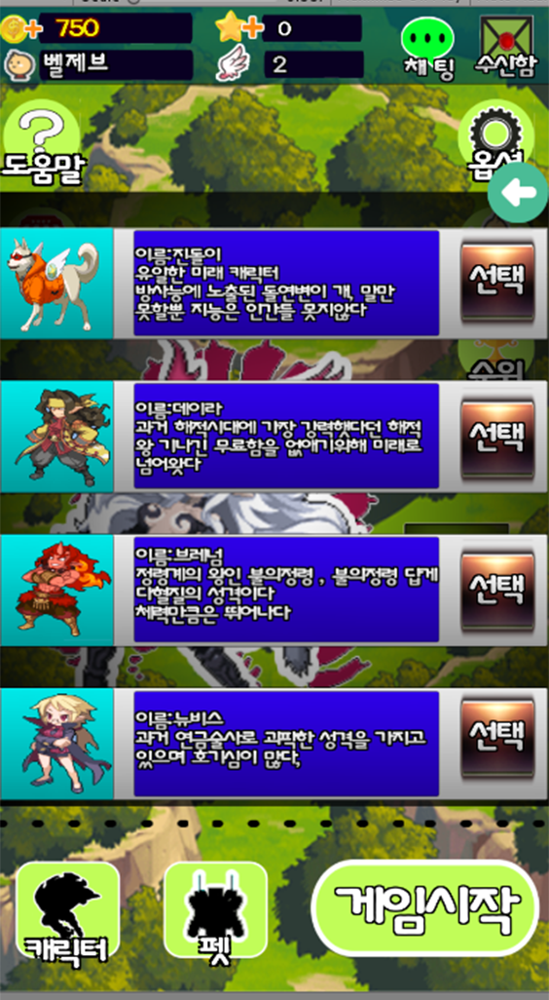 750
0
벨제브
2
채팅
수신함
도움말
옵션
이름:진돌이
유일한 미래 캐릭터
방사능에 노출된 돌연변이 개, 말만
못할뿐 지능은 인간들 못지않다
선택
순위
이름:데이라
과거 해적시대에 가장 강력했다던 해적
왕 기나긴 무료함을 없애기위해 미래로
넘어왓다
선택
이름:브레넘
정령계의 왕인 불의정령 , 불의정령 답게
다혈질의 성격이다
체력만큼은 뛰어나다
선택
이름:뉴비스
과거 연금술사로 괴팍한 성격을 가지고
있으며 호기심이 많다,
선택
캐릭터
펫
게임시작